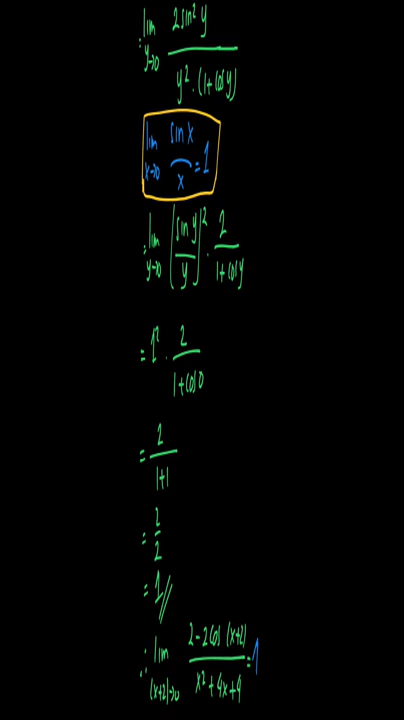 = lim y→0 2sin² y / y² . (1+cos y)
lim x→0 sin x / x = 1
= lim y→0 (sin y / y)² . 2 / 1+cos y
= 1² . 2 / 1+cos 0
= 2 / 1+1
= 2 / 2
= 1 //
∴ lim (x+2)→0 2-2cos (x+2) / x²+4x+4 = 1